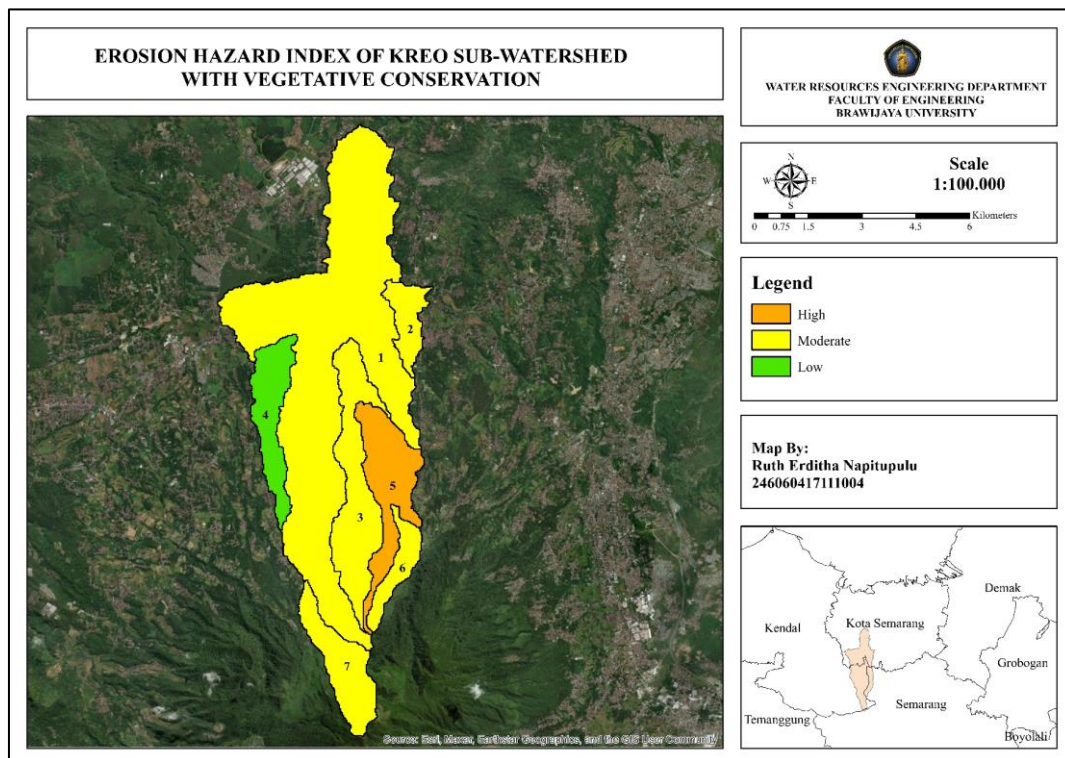 EROSION HAZARD INDEX OF KREO SUB-WATERSHED
WITH VEGETATIVE CONSERVATION
2
1
4
5
3
6
7
Source: Esri, Maxar, Earthstar Geographics, and the GIS User Community
WATER RESOURCES ENGINEERING DEPARTMENT
FACULTY OF ENGINEERING
BRAWIJAYA UNIVERSITY
N
W E
S
Scale
1:100.000
Kilometers
0 0.75 1.5 3 4.5 6
Legend
High
Moderate
Low
Map By:
Ruth Erditha Napitupulu
246060417111004
Demak
Kota Semarang
Kendal
Grobogan
Semarang
Temanggung
Boyolali